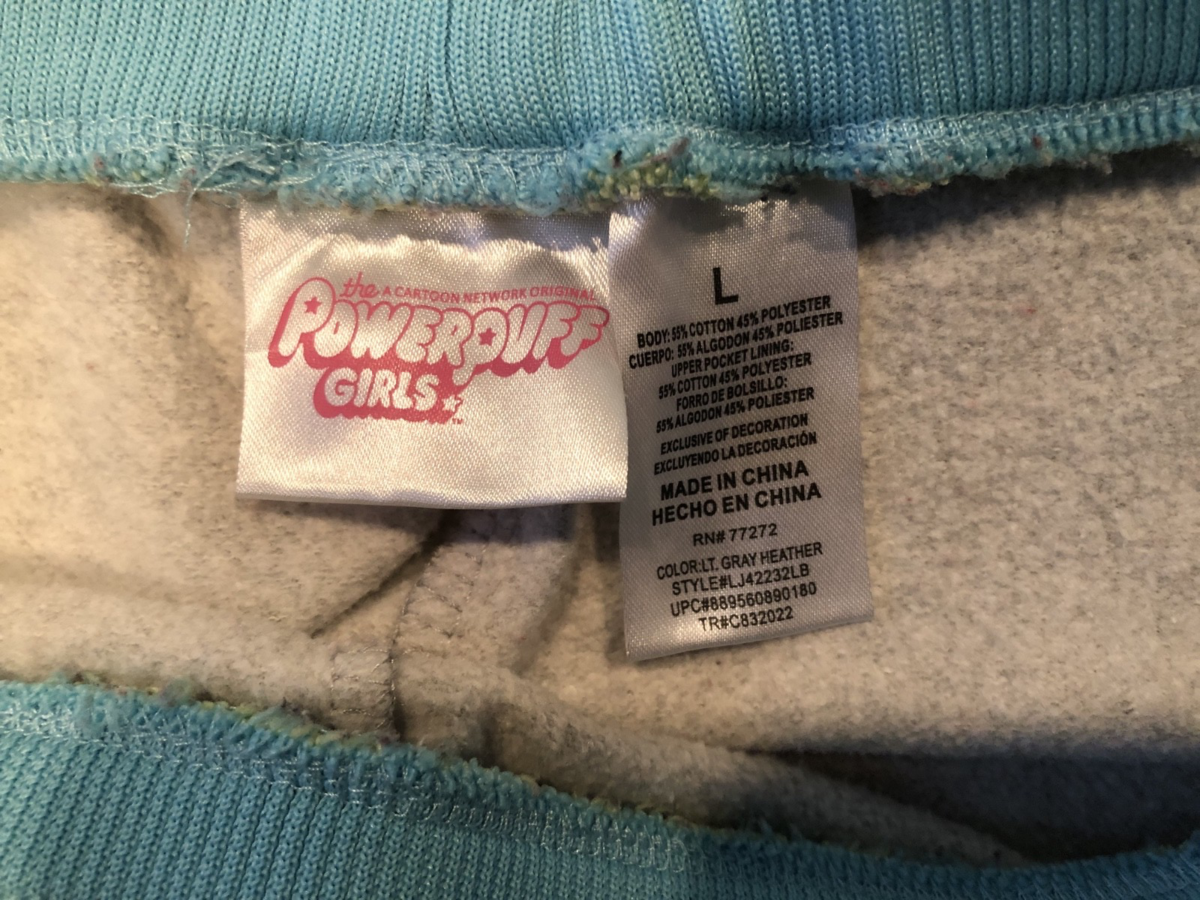 the A CARTOON NETWORK ORIGINAL
POWERPUFF
GIRLS™
L
BODY: 55% COTTON 45% POLYESTER
CUERPO: 55% ALGODON 45% POLIESTER
UPPER POCKET LINING:
55% COTTON 45% POLYESTER
FORRO DE BOLSILLO:
55% ALGODON 45% POLIESTER
EXCLUSIVE OF DECORATION
EXCLUYENDO LA DECORACIÓN
MADE IN CHINA
HECHO EN CHINA
RN# 77272
COLOR:LT. GRAY HEATHER
STYLE#LJ42232LB
UPC#889560890180
TR#C832022